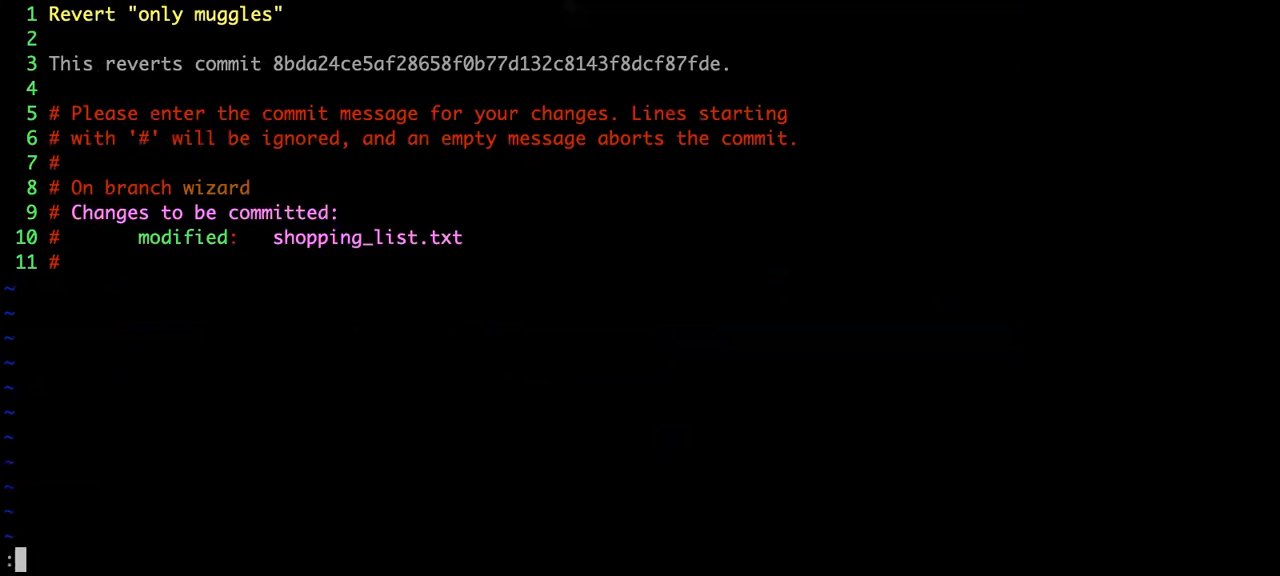 1 Revert "only muggles"
2
3 This reverts commit 8bda24ce5af28658f0b77d132c8143f8dcf87fde.
4
5 # Please enter the commit message for your changes. Lines starting
6 # with '#' will be ignored, and an empty message aborts the commit.
7 #
8 # On branch wizard
9 # Changes to be committed:
10 #       modified:   shopping_list.txt
11 #
~
~
~
~
~
~
~
~
~
~
~
: